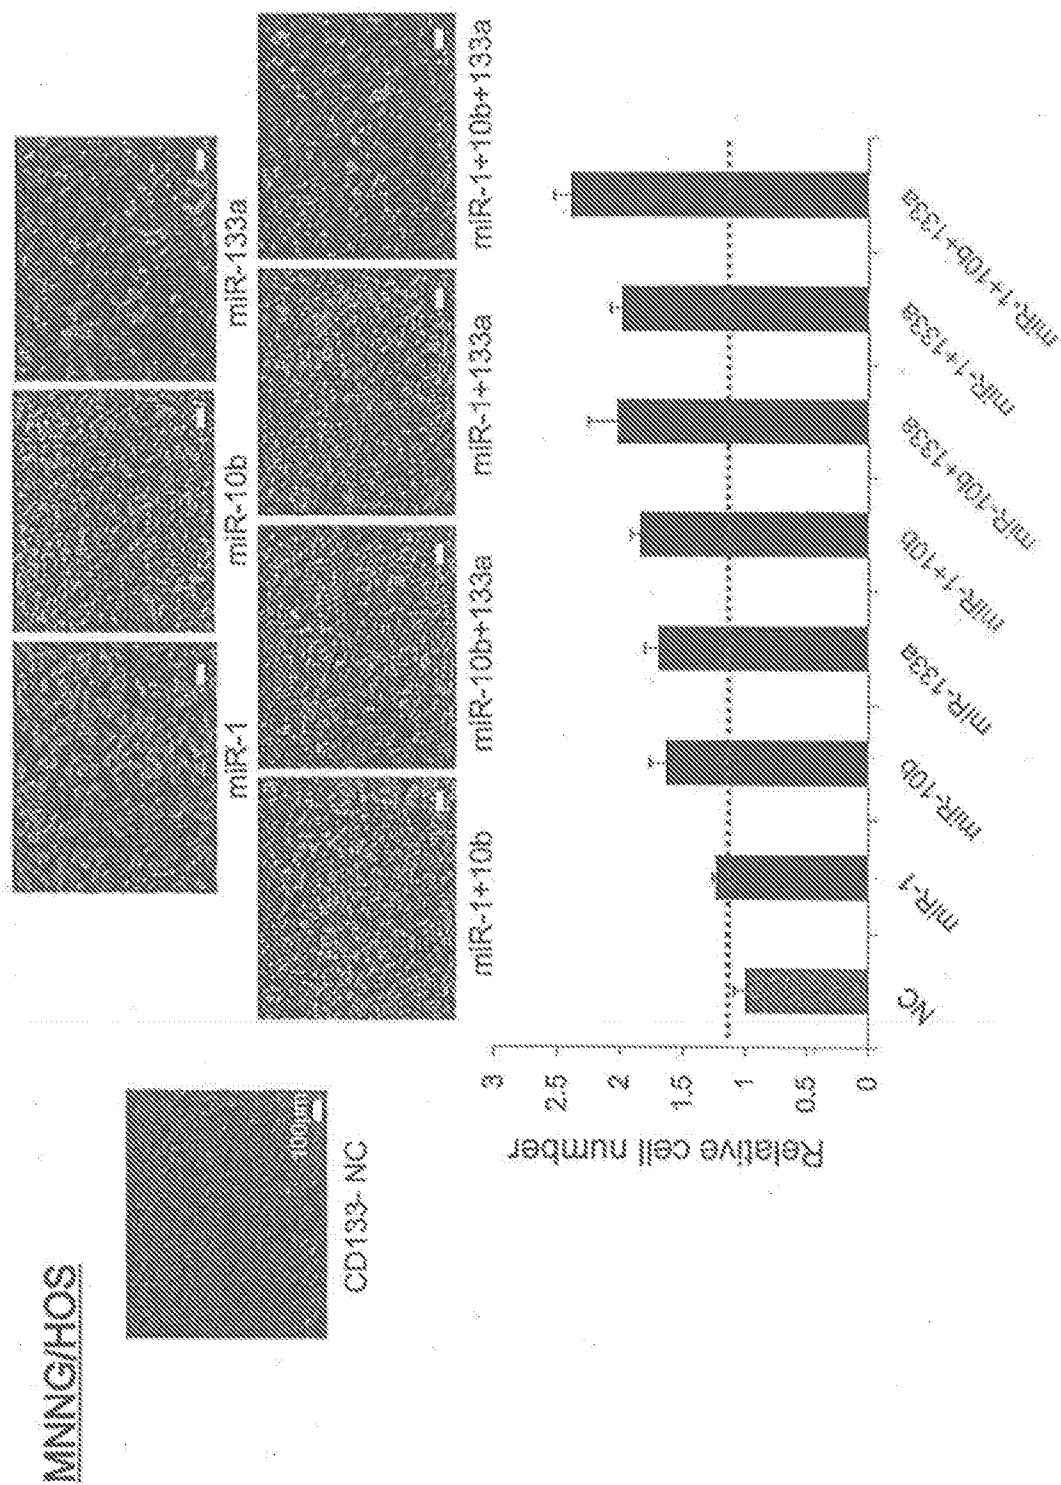 MNNG/HOS
100μm
CD133- NC
miR-1
miR-10b
miR-133a
miR-1+10b
miR-10b+133a
miR-1+133a
miR-1+10b+133a
Relative cell number
3
2.5
2
1.5
1
0.5
0
NC
miR-1
miR-10b
miR-133a
miR-1+10b
miR-10b+133a
miR-1+133a
miR-1+10b+133a